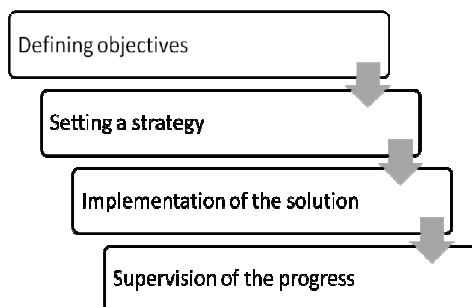 Defining objectives
Setting a strategy
Implementation of the solution
Supervision of the progress